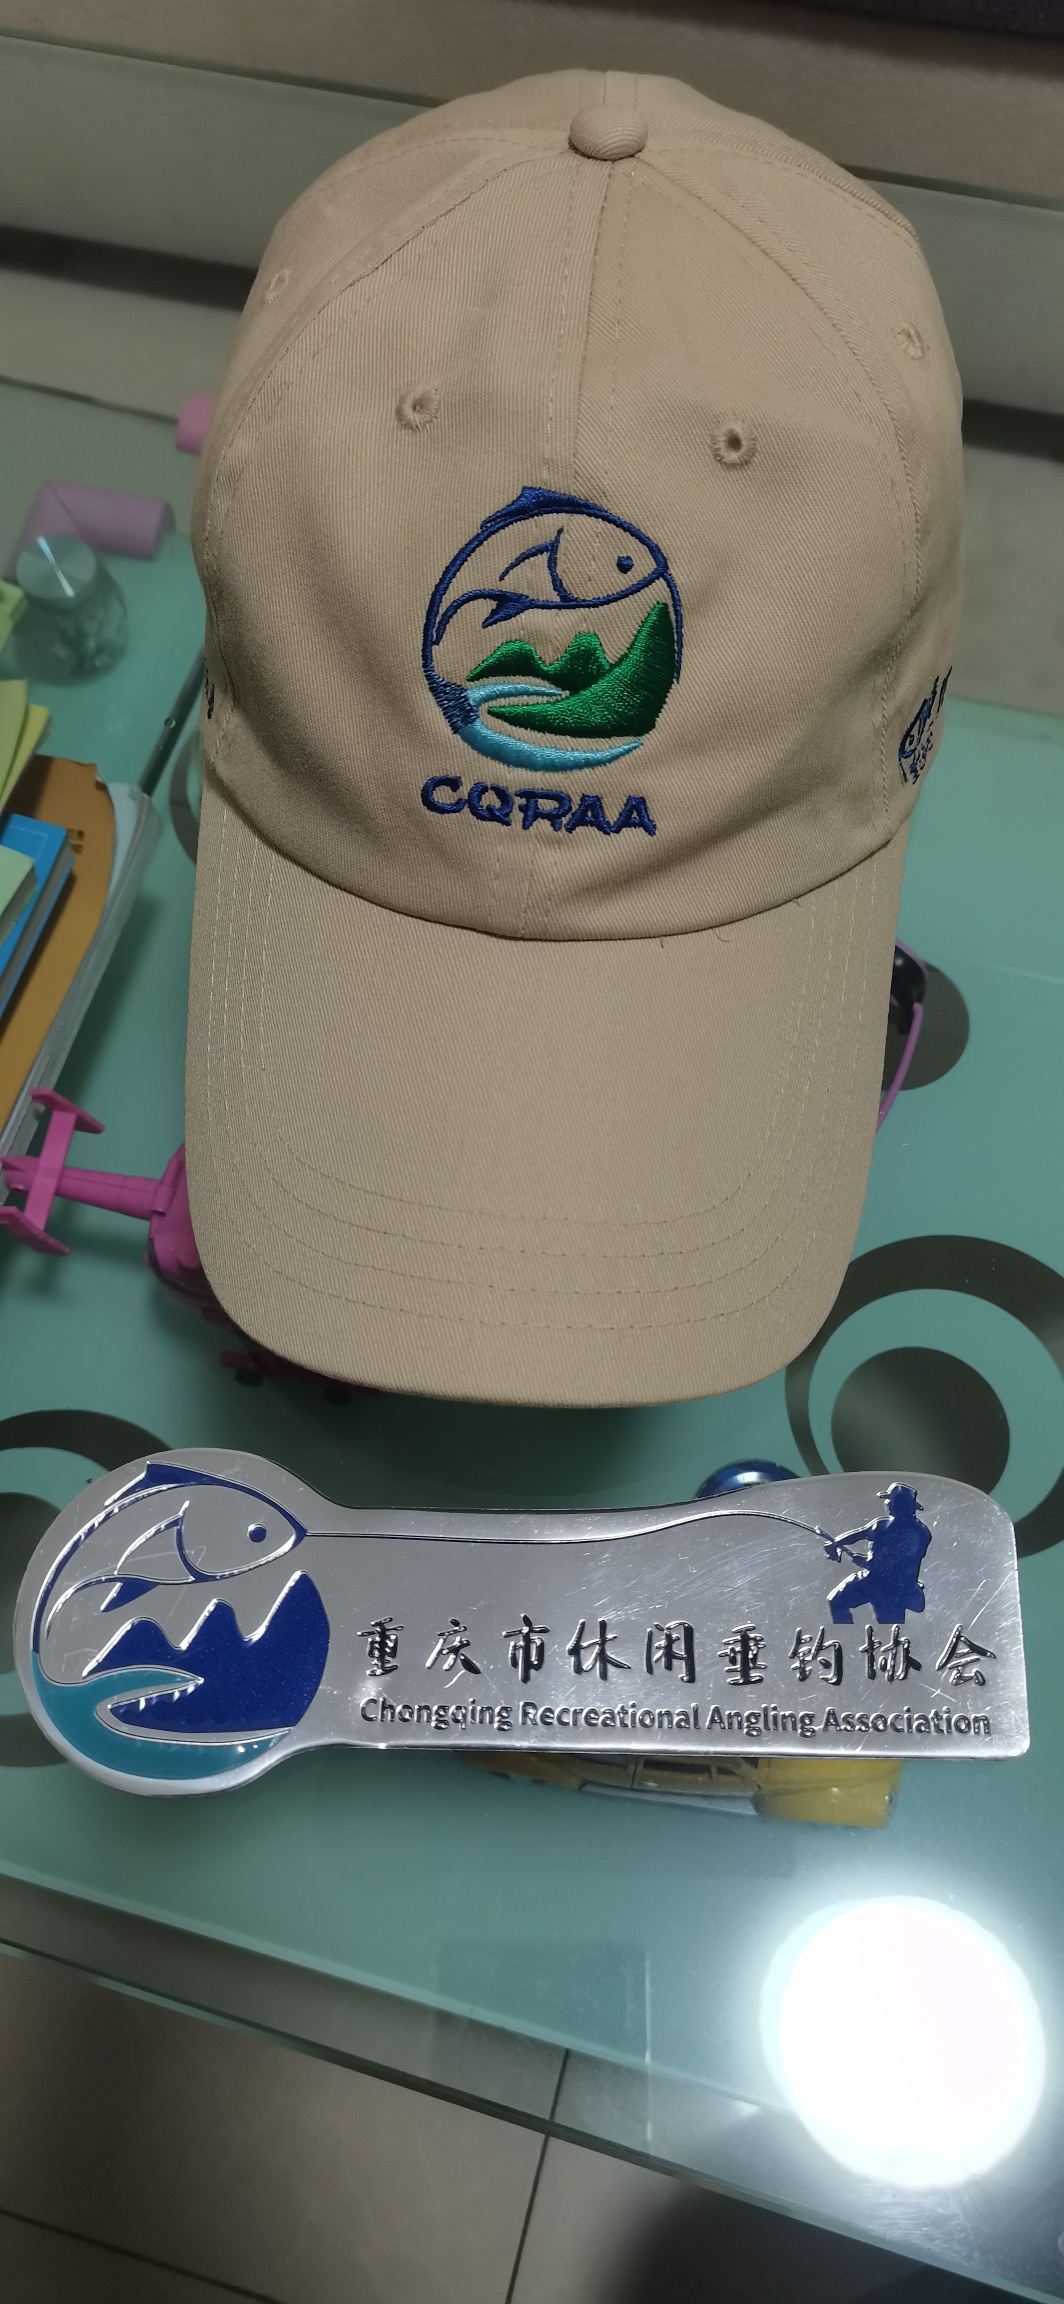 CQRAA
重庆市休闲垂钓协会
Chongqing Recreational Angling Association